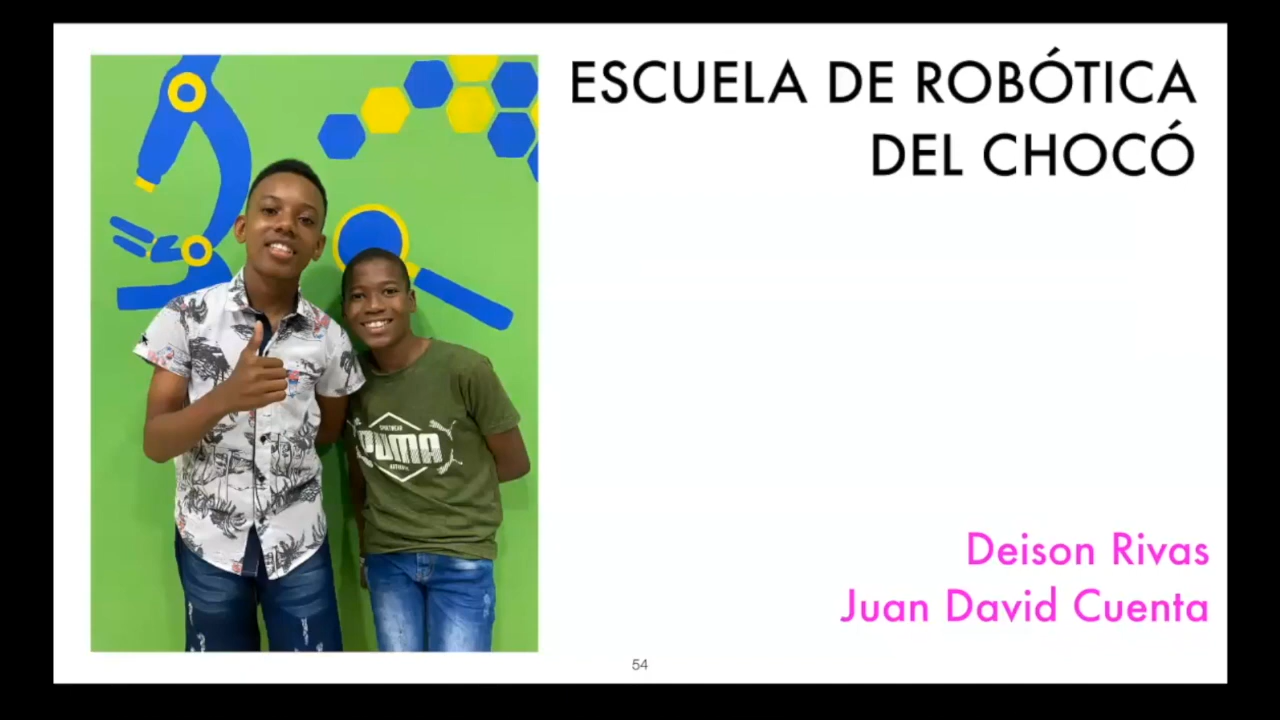 ESCUELA DE ROBÓTICA
DEL CHOCÓ
PUMA
Deison Rivas
Juan David Cuenta
54